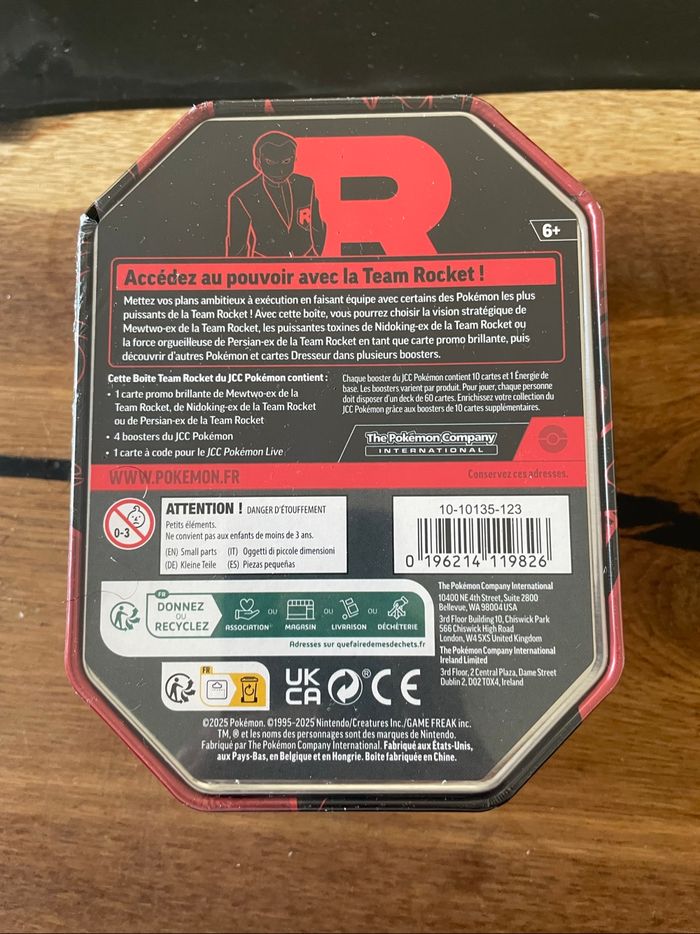 R
R
6+
Accédez au pouvoir avec la Team Rocket !
Mettez vos plans ambitieux à exécution en faisant équipe avec certains des Pokémon les plus
puissants de la Team Rocket ! Avec cette boîte, vous pourrez choisir la vision stratégique de
Mewtwo-ex de la Team Rocket, les puissantes toxines de Nidoking-ex de la Team Rocket ou
la force orgueilleuse de Persian-ex de la Team Rocket en tant que carte promo brillante, puis
découvrir d'autres Pokémon et cartes Dresseur dans plusieurs boosters.
Cette Boîte Team Rocket du JCC Pokémon contient :
• 1 carte promo brillante de Mewtwo-ex de la
Team Rocket, de Nidoking-ex de la Team Rocket
ou de Persian-ex de la Team Rocket
• 4 boosters du JCC Pokémon
• 1 carte à code pour le JCC Pokémon Live
Chaque booster du JCC Pokémon contient 10 cartes et 1 Énergie de
base. Les boosters varient par produit. Pour jouer, chaque personne
doit disposer d'un deck de 60 cartes. Enrichissez votre collection du
JCC Pokémon grâce aux boosters de 10 cartes supplémentaires.
The Pokémon Company
INTERNATIONAL
WWW.POKEMON.FR
Conservez ces adresses.
0-3
ATTENTION ! DANGER D'ÉTOUFFEMENT
Petits éléments.
Ne convient pas aux enfants de moins de 3 ans.
(EN) Small parts (IT) Oggetti di piccole dimensioni
(DE) Kleine Teile (ES) Piezas pequeñas
10-10135-123
0 196214 119826
FR
DONNEZ
OU
RECYCLEZ
ASSOCIATION
OU
MAGASIN
OU
LIVRAISON
OU
DÉCHÈTERIE
Adresses sur quefairedemesdechets.fr
The Pokémon Company International
10400 NE 4th Street, Suite 2800
Bellevue, WA 98004 USA
3rd Floor Building 10, Chiswick Park
566 Chiswick High Road
London, W4 5XS United Kingdom
The Pokémon Company International
Ireland Limited
3rd Floor, 2 Central Plaza, Dame Street
Dublin 2, D02 T0X4, Ireland
FR
UK
CA
®
CE
©2025 Pokémon. ©1995-2025 Nintendo/Creatures Inc./GAME FREAK inc.
TM, ® et les noms des personnages sont des marques de Nintendo.
Fabriqué par The Pokémon Company International. Fabriqué aux États-Unis,
aux Pays-Bas, en Belgique et en Hongrie. Boîte fabriquée en Chine.